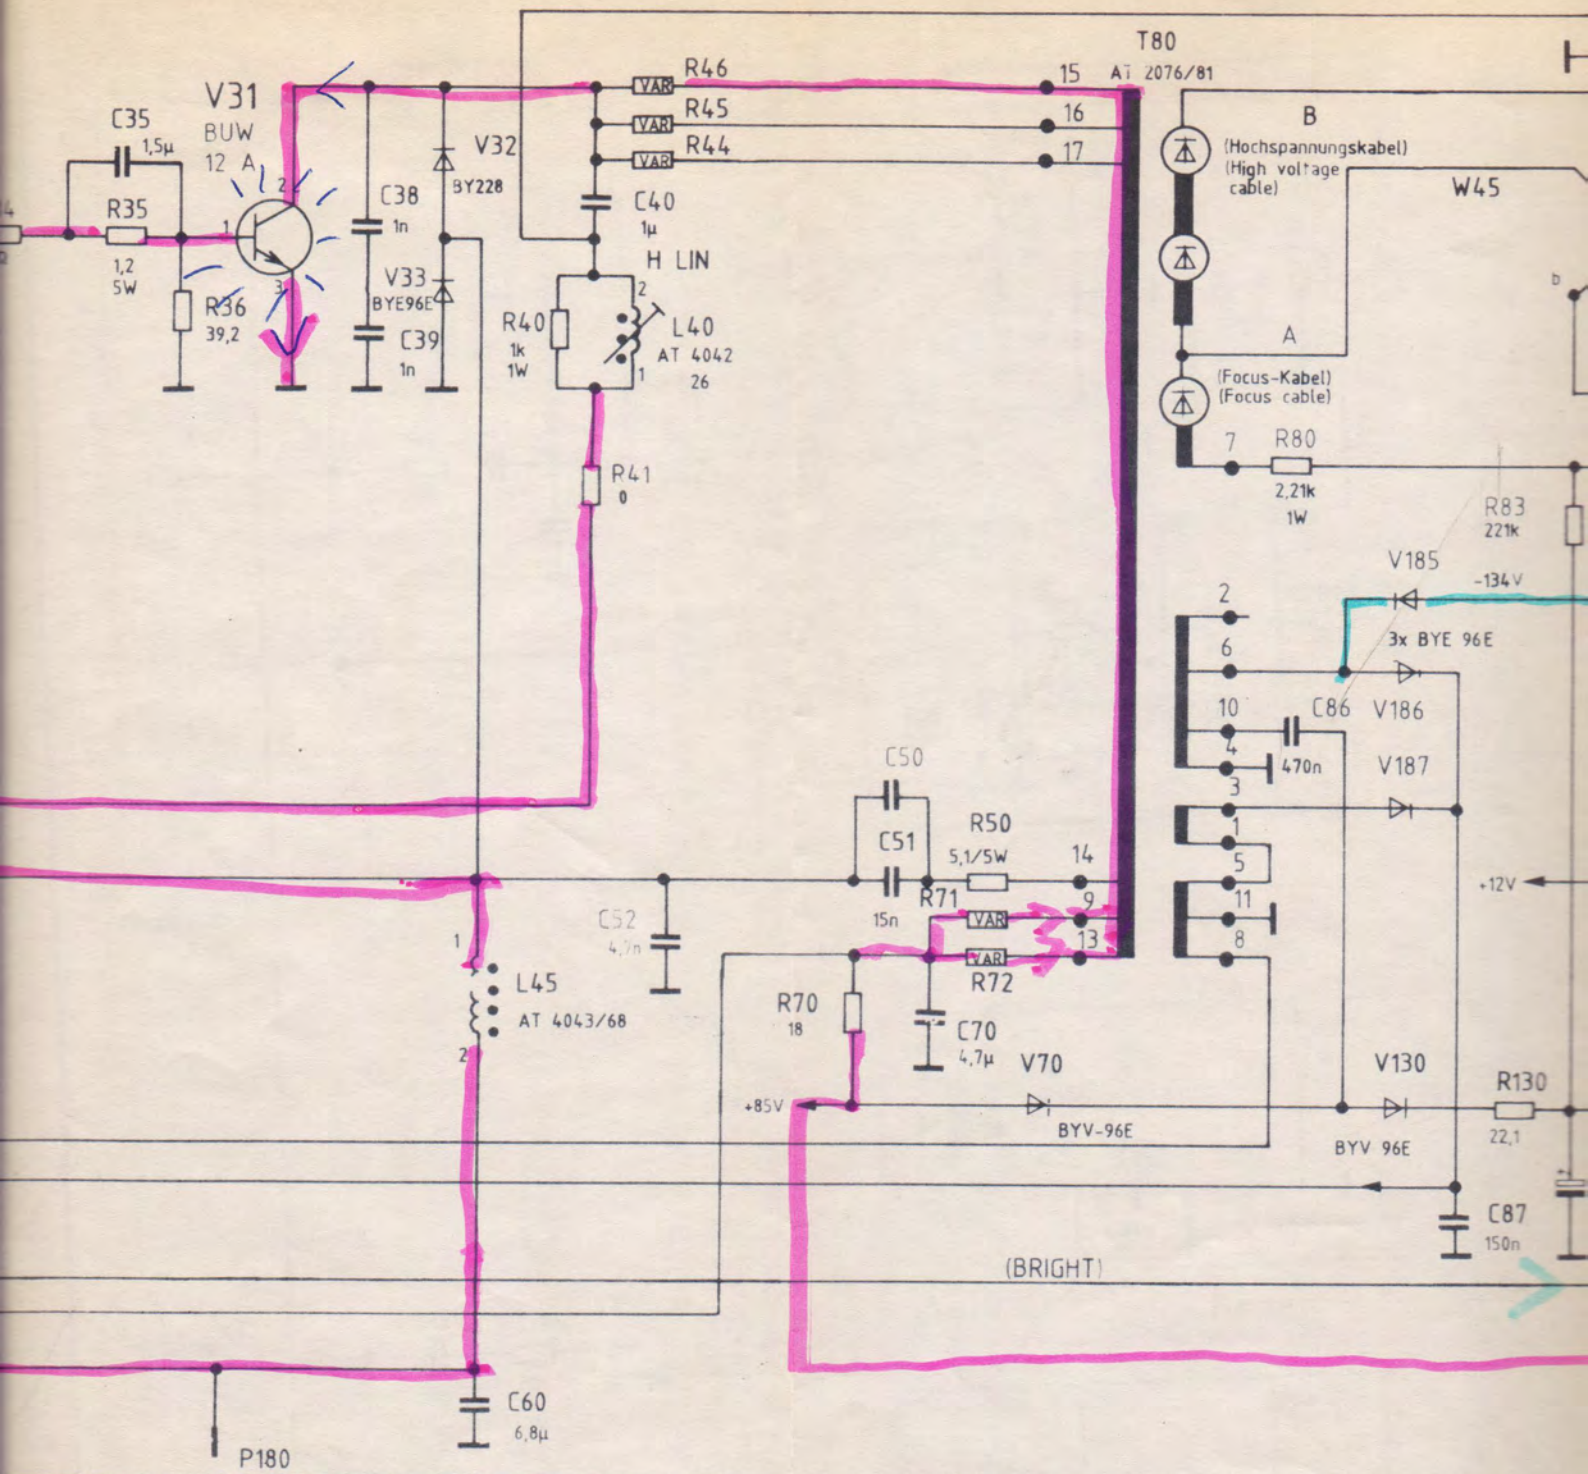 T80
AT 2076/81
V31
BUW
12 A
C35
1,5µ
R35
1,2
5W
1
2
3
R36
39,2
C38
1n
C39
1n
V32
BY228
V33
BYE96E
R46
VAR
R45
VAR
R44
VAR
15
16
17
C40
1µ
H LIN
R40
1k
1W
2
L40
AT 4042
26
1
R41
0
B
(Hochspannungskabel)
(High voltage
cable)
W45
b
A
(Focus-Kabel)
(Focus cable)
7
R80
2,21k
1W
R83
221k
V185
-134V
3x BYE 96E
2
6
10
4
3
1
5
11
8
C86
470n
V186
V187
+12V
C50
C51
15n
R50
5,1/5W
14
9
13
R71
VAR
VAR
R72
C52
4,7n
1
L45
AT 4043/68
2
R70
18
C70
4,7µ
V70
BYV-96E
+85V
V130
BYV 96E
R130
22,1
C87
150n
+
(BRIGHT)
C60
6,8µ
P180